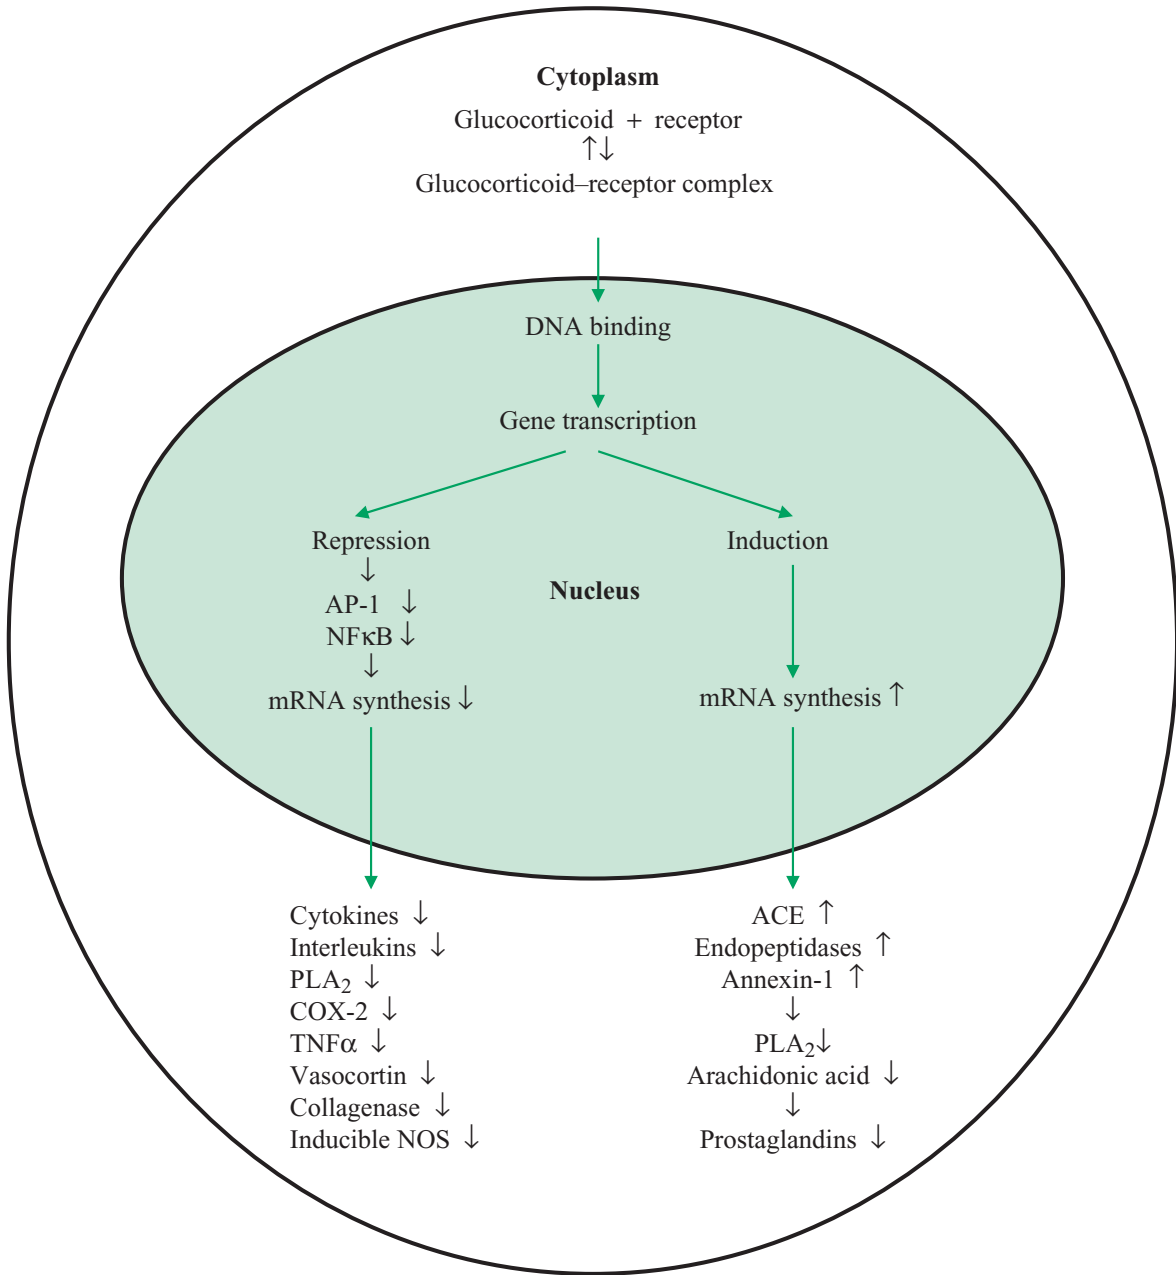 Cytoplasm
Glucocorticoid + receptor
↑↓
Glucocorticoid–receptor complex
DNA binding
Gene transcription
Repression
↓
AP-1 ↓
NFκB ↓
↓
mRNA synthesis ↓
Induction
Nucleus
mRNA synthesis ↑
Cytokines ↓
Interleukins ↓
PLA₂ ↓
COX-2 ↓
TNFα ↓
Vasocortin ↓
Collagenase ↓
Inducible NOS ↓
ACE ↑
Endopeptidases ↑
Annexin-1 ↑
↓
PLA₂↓
Arachidonic acid ↓
↓
Prostaglandins ↓